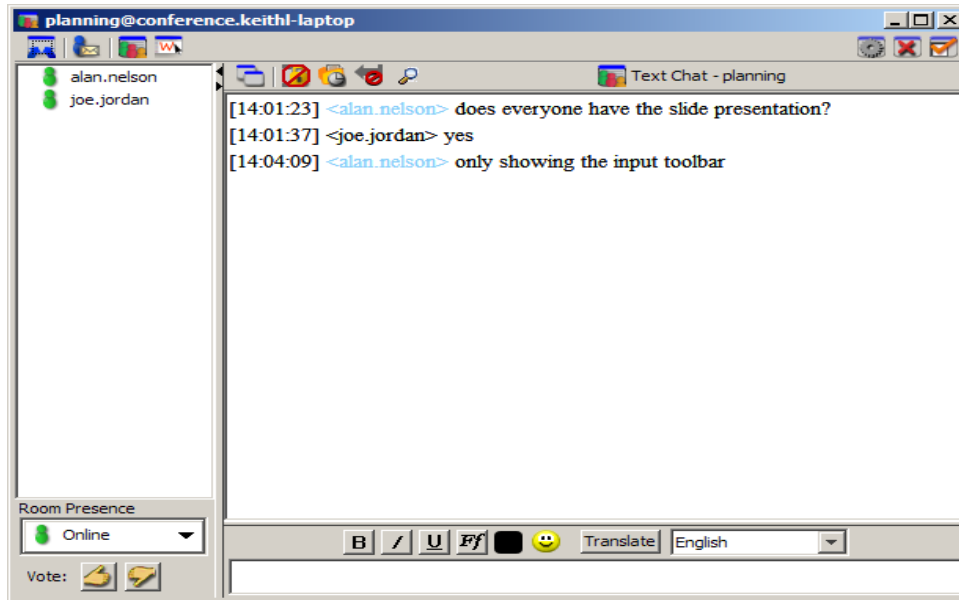 planning@conference.keithl-laptop
alan.nelson
joe.jordan
Text Chat - planning
[14:01:23] <alan.nelson> does everyone have the slide presentation?
[14:01:37] <joe.jordan> yes
[14:04:09] <alan.nelson> only showing the input toolbar
Room Presence
Online
Vote:
B I U Ff Translate English